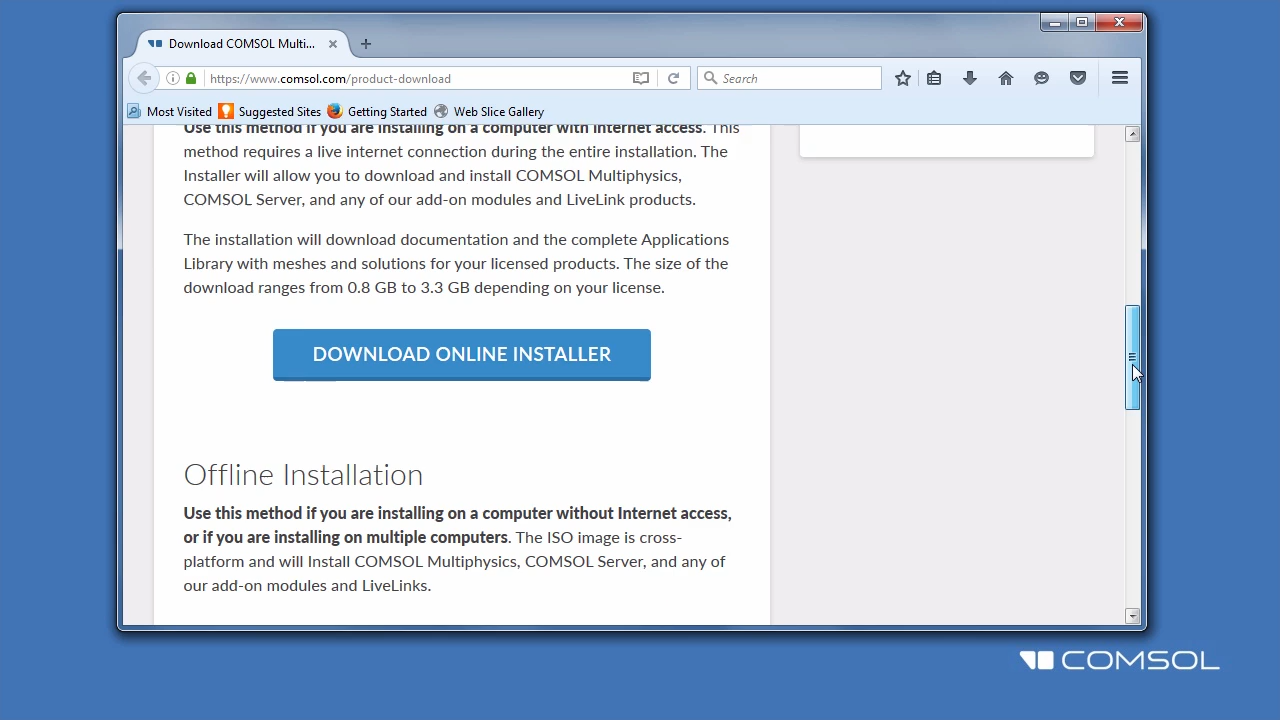 Download COMSOL Multi...
https://www.comsol.com/product-download
Search
Most Visited
Suggested Sites
Getting Started
Web Slice Gallery
Use this method if you are installing on a computer with Internet access. This
method requires a live internet connection during the entire installation. The
Installer will allow you to download and install COMSOL Multiphysics,
COMSOL Server, and any of our add-on modules and LiveLink products.
The installation will download documentation and the complete Applications
Library with meshes and solutions for your licensed products. The size of the
download ranges from 0.8 GB to 3.3 GB depending on your license.
DOWNLOAD ONLINE INSTALLER
Offline Installation
Use this method if you are installing on a computer without Internet access,
or if you are installing on multiple computers. The ISO image is cross-
platform and will Install COMSOL Multiphysics, COMSOL Server, and any of
our add-on modules and LiveLinks.
COMSOL